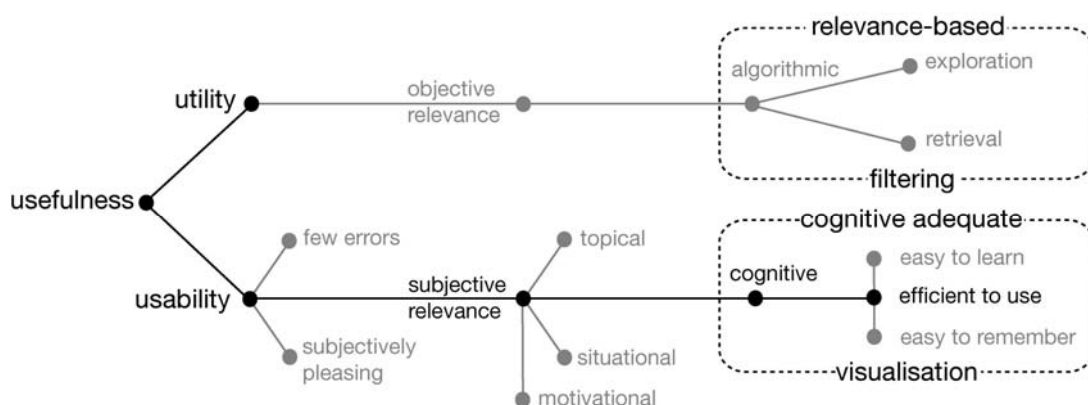 relevance-based
algorithmic
exploration
utility
objective
relevance
retrieval
filtering
usefulness
cognitive adequate
few errors
topical
easy to learn
cognitive
usability
subjective
relevance
efficient to use
subjectively
pleasing
situational
easy to remember
visualisation
motivational